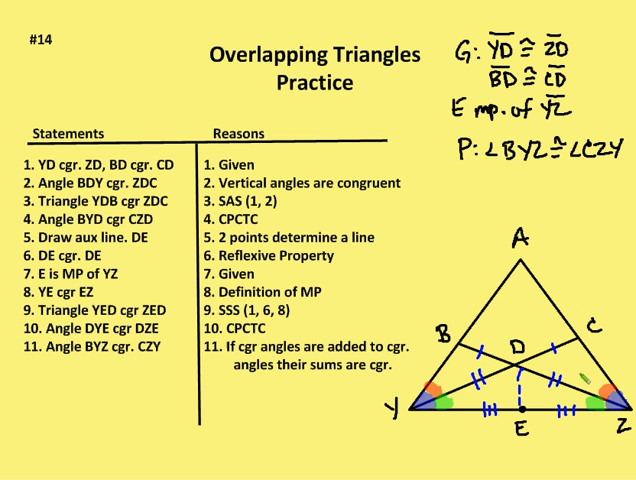 #14
Overlapping Triangles
Practice
G: YD ≅ ZD
BD ≅ CD
E mp. of YZ
P: ∠BYZ ≅ ∠CZY
Statements Reasons
1. YD cgr. ZD, BD cgr. CD 1. Given
2. Angle BDY cgr. ZDC 2. Vertical angles are congruent
3. Triangle YDB cgr ZDC 3. SAS (1, 2)
4. Angle BYD cgr CZD 4. CPCTC
5. Draw aux line. DE 5. 2 points determine a line
6. DE cgr. DE 6. Reflexive Property
7. E is MP of YZ 7. Given
8. YE cgr EZ 8. Definition of MP
9. Triangle YED cgr ZED 9. SSS (1, 6, 8)
10. Angle DYE cgr DZE 10. CPCTC
11. Angle BYZ cgr. CZY 11. If cgr angles are added to cgr.
angles their sums are cgr.
A
B
C
D
Y
E
Z